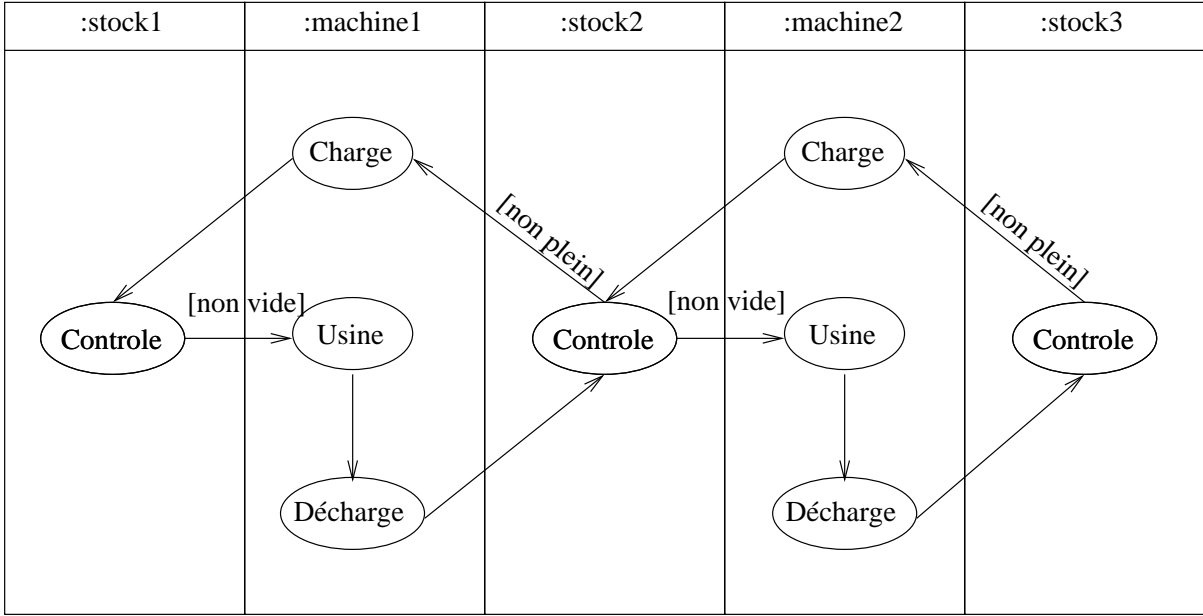 :stock1 :machine1 :stock2 :machine2 :stock3
Charge Charge
[non plein] [non plein]
[non vide] [non vide]
Controle Usine Controle Usine Controle
Décharge Décharge